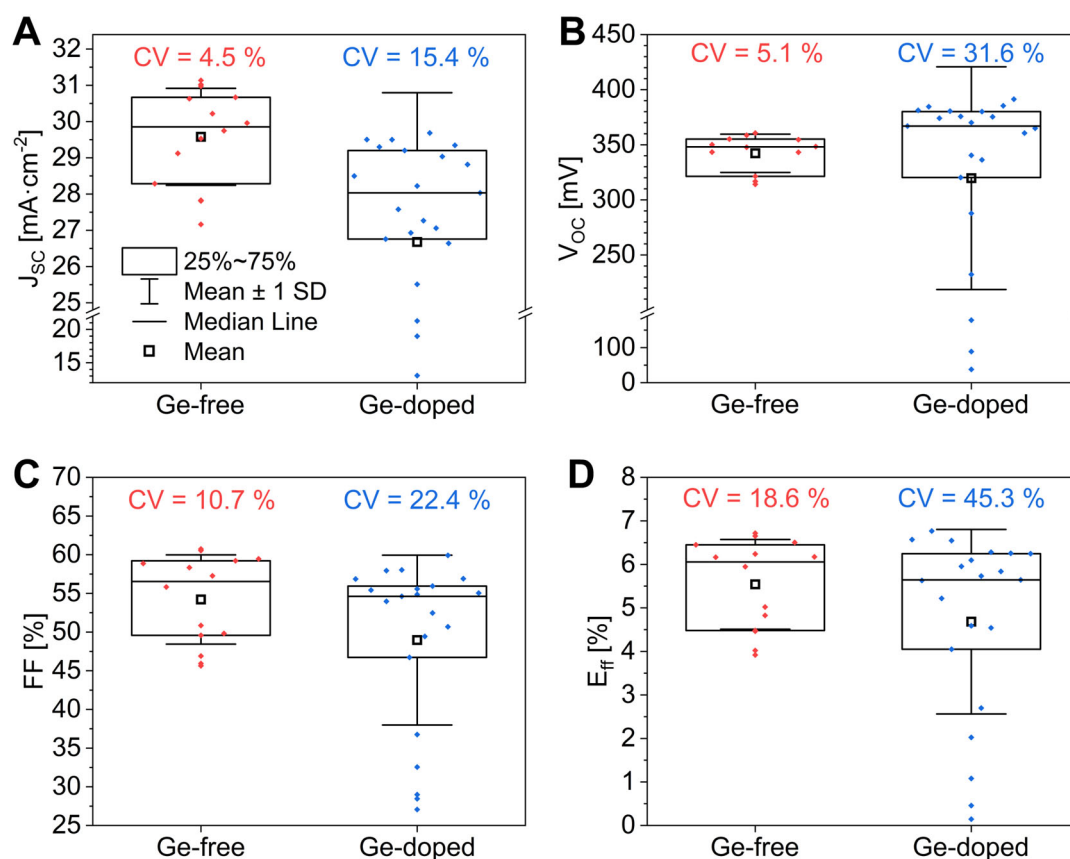 A
CV = 4.5 %
CV = 15.4 %
32
31
30
29
28
27
26
25
20
15
J_SC [mA·cm⁻²]
25%~75%
Mean ± 1 SD
Median Line
Mean
Ge-free
Ge-doped
B
CV = 5.1 %
CV = 31.6 %
450
400
350
300
250
100
0
V_OC [mV]
Ge-free
Ge-doped
C
CV = 10.7 %
CV = 22.4 %
70
65
60
55
50
45
40
35
30
25
FF [%]
Ge-free
Ge-doped
D
CV = 18.6 %
CV = 45.3 %
8
7
6
5
4
3
2
1
0
E_ff [%]
Ge-free
Ge-doped